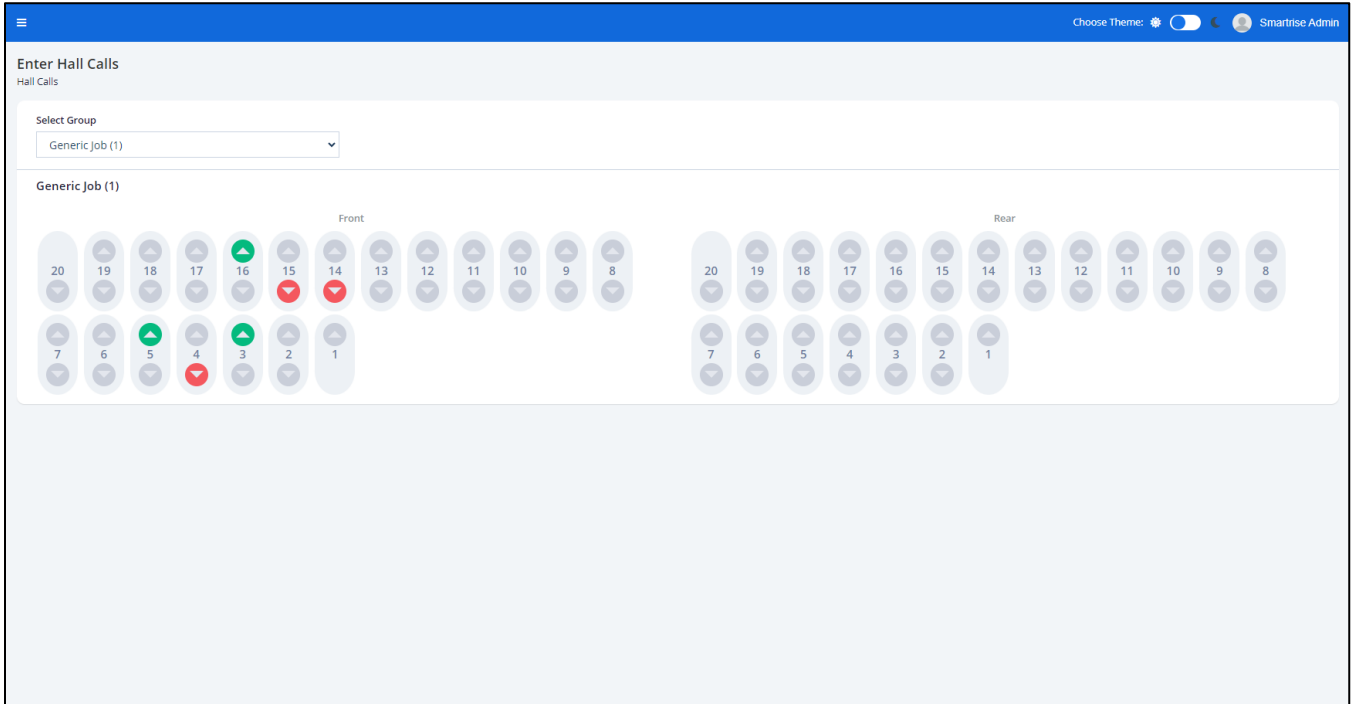 Choose Theme: Smartrise Admin
Enter Hall Calls
Hall Calls
Select Group
Generic Job (1)
Generic Job (1)
Front
20 19 18 17 16 15 14 13 12 11 10 9 8
7 6 5 4 3 2 1
Rear
20 19 18 17 16 15 14 13 12 11 10 9 8
7 6 5 4 3 2 1